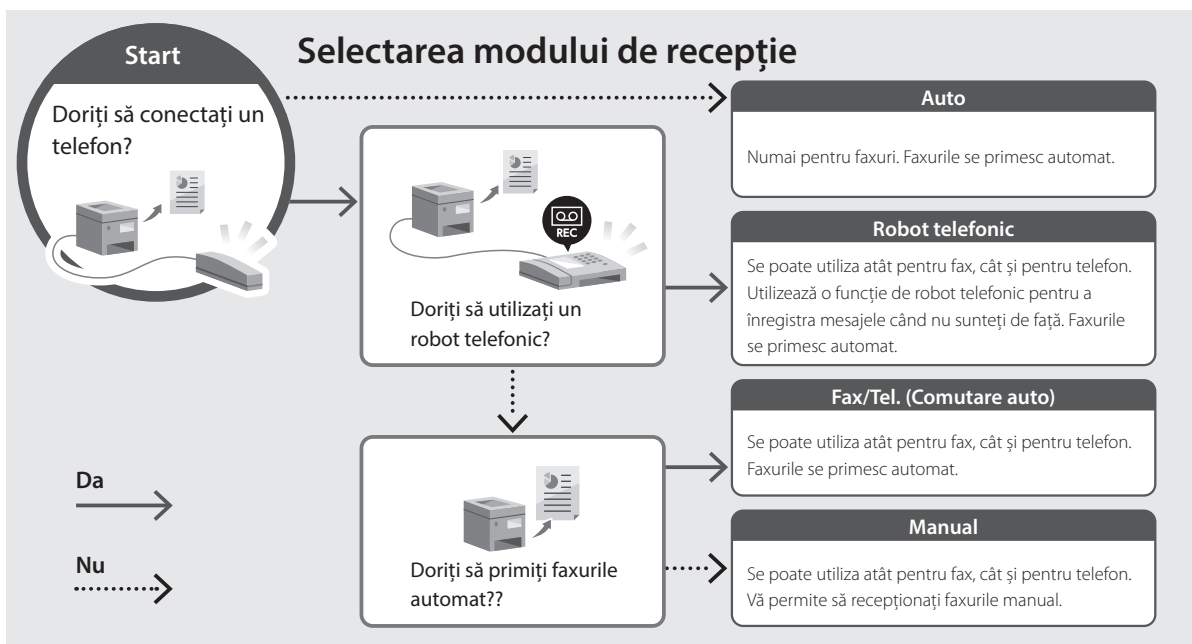 Start
Selectarea modului de recepție
Doriți să conectați un
telefon?
Auto
Numai pentru faxuri. Faxurile se primesc automat.
REC
Doriți să utilizați un
robot telefonic?
Robot telefonic
Se poate utiliza atât pentru fax, cât și pentru telefon.
Utilizează o funcție de robot telefonic pentru a
înregistra mesajele când nu sunteți de față. Faxurile
se primesc automat.
Fax/Tel. (Comutare auto)
Se poate utiliza atât pentru fax, cât și pentru telefon.
Faxurile se primesc automat.
Doriți să primiți faxurile
automat??
Manual
Se poate utiliza atât pentru fax, cât și pentru telefon.
Vă permite să recepționați faxurile manual.
Da
Nu